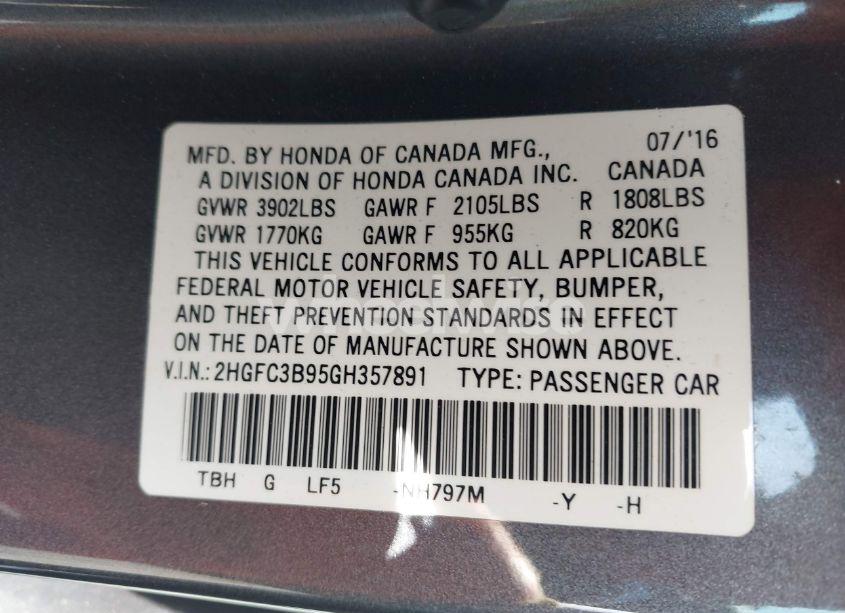 MFD. BY HONDA OF CANADA MFG., 07/'16
A DIVISION OF HONDA CANADA INC. CANADA
GVWR 3902LBS GAWR F 2105LBS R 1808LBS
GVWR 1770KG GAWR F 955KG R 820KG
THIS VEHICLE CONFORMS TO ALL APPLICABLE
FEDERAL MOTOR VEHICLE SAFETY, BUMPER,
AND THEFT PREVENTION STANDARDS IN EFFECT
ON THE DATE OF MANUFACTURE SHOWN ABOVE.
V.I.N.: 2HGFC3B95GH357891 TYPE: PASSENGER CAR
TBH G LF5 -NH797M -Y -H